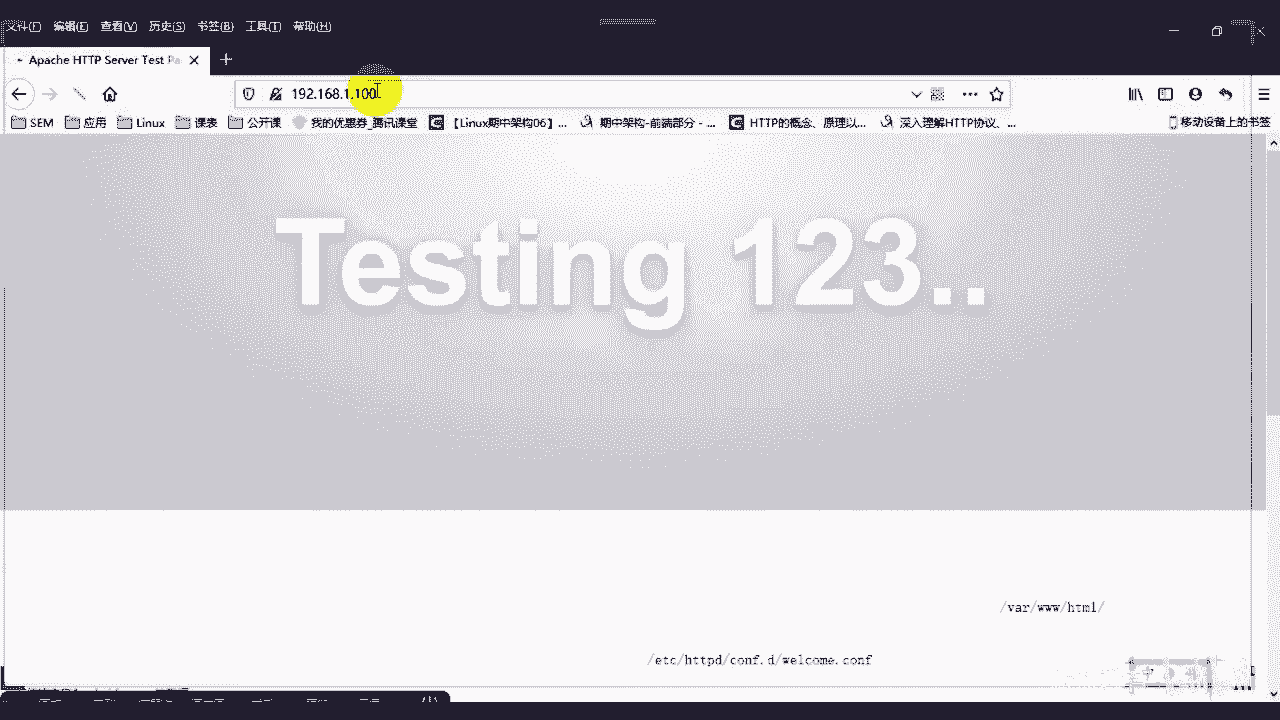 文件(F) 编辑(E) 查看(V) 历史(S) 书签(B) 工具(T) 帮助(H)
Apache HTTP Server Test Pa
192.168.1.100
SEM 应用 Linux 课表 公开课 我的优惠券_腾讯课堂 【Linux期中架构06】... 期中架构-前端部分 - ... HTTP的概念、原理以... 深入理解HTTP协议、... 移动设备上的书签
Testing 123..
/var/www/html/
/etc/httpd/conf.d/welcome.conf